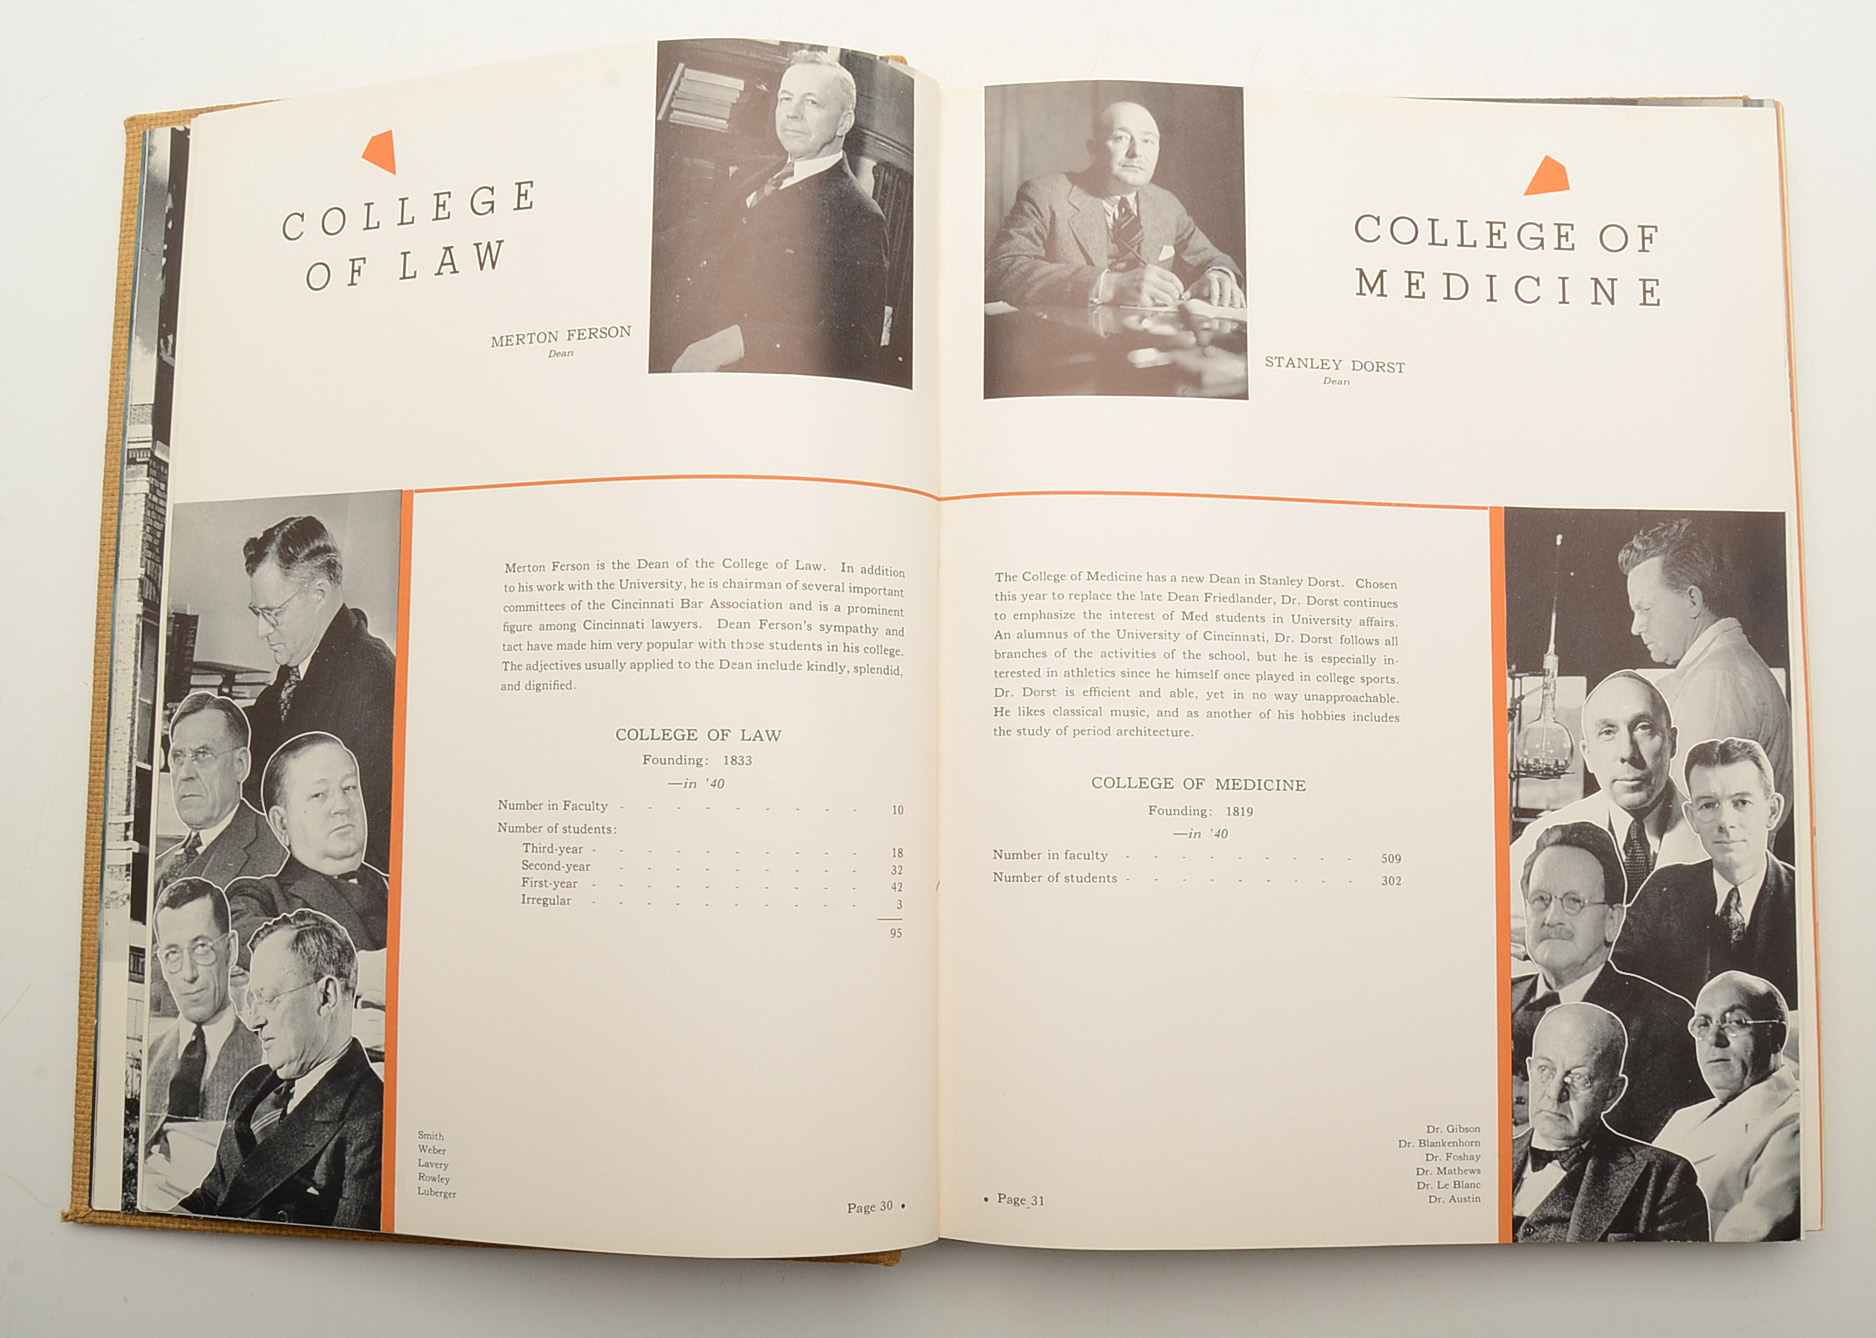 COLLEGE
OF LAW
MERTON FERSON
Dean
Merton Ferson is the Dean of the College of Law. In addition
to his work with the University, he is chairman of several important
committees of the Cincinnati Bar Association and is a prominent
figure among Cincinnati lawyers. Dean Ferson's sympathy and
tact have made him very popular with those students in his college.
The adjectives usually applied to the Dean include kindly, splendid,
and dignified.
COLLEGE OF LAW
Founding: 1833
—in '40
Number in Faculty - - - - - - - - - 10
Number of students:
Third-year - - - - - - - - - - 18
Second-year - - - - - - - - - 32
First-year - - - - - - - - - - 42
Irregular - - - - - - - - - - 3
95
Smith
Weber
Lavery
Rowley
Luberger
Page 30 •
COLLEGE OF
MEDICINE
STANLEY DORST
Dean
The College of Medicine has a new Dean in Stanley Dorst. Chosen
this year to replace the late Dean Friedlander, Dr. Dorst continues
to emphasize the interest of Med students in University affairs.
An alumnus of the University of Cincinnati, Dr. Dorst follows all
branches of the activities of the school, but he is especially in-
terested in athletics since he himself once played in college sports.
Dr. Dorst is efficient and able, yet in no way unapproachable.
He likes classical music, and as another of his hobbies includes
the study of period architecture.
COLLEGE OF MEDICINE
Founding: 1819
—in '40
Number in faculty - - - - - - - - - 509
Number of students - - - - - - - - - 302
Dr. Gibson
Dr. Blankenhorn
Dr. Foshay
Dr. Mathews
Dr. Le Blanc
Dr. Austin
• Page 31